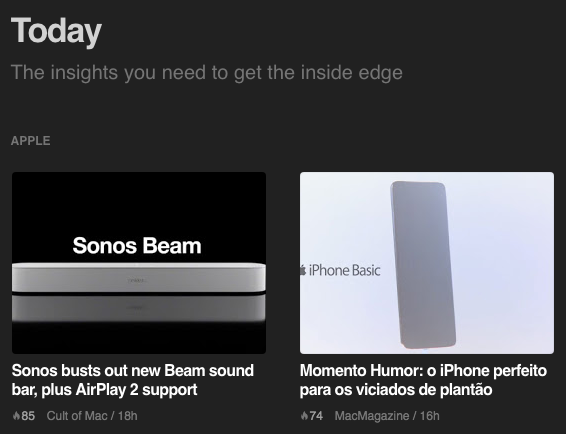 Today
The insights you need to get the inside edge
APPLE
Sonos Beam
iPhone Basic
Sonos busts out new Beam sound
bar, plus AirPlay 2 support
85 Cult of Mac / 18h
Momento Humor: o iPhone perfeito
para os viciados de plantão
74 MacMagazine / 16h